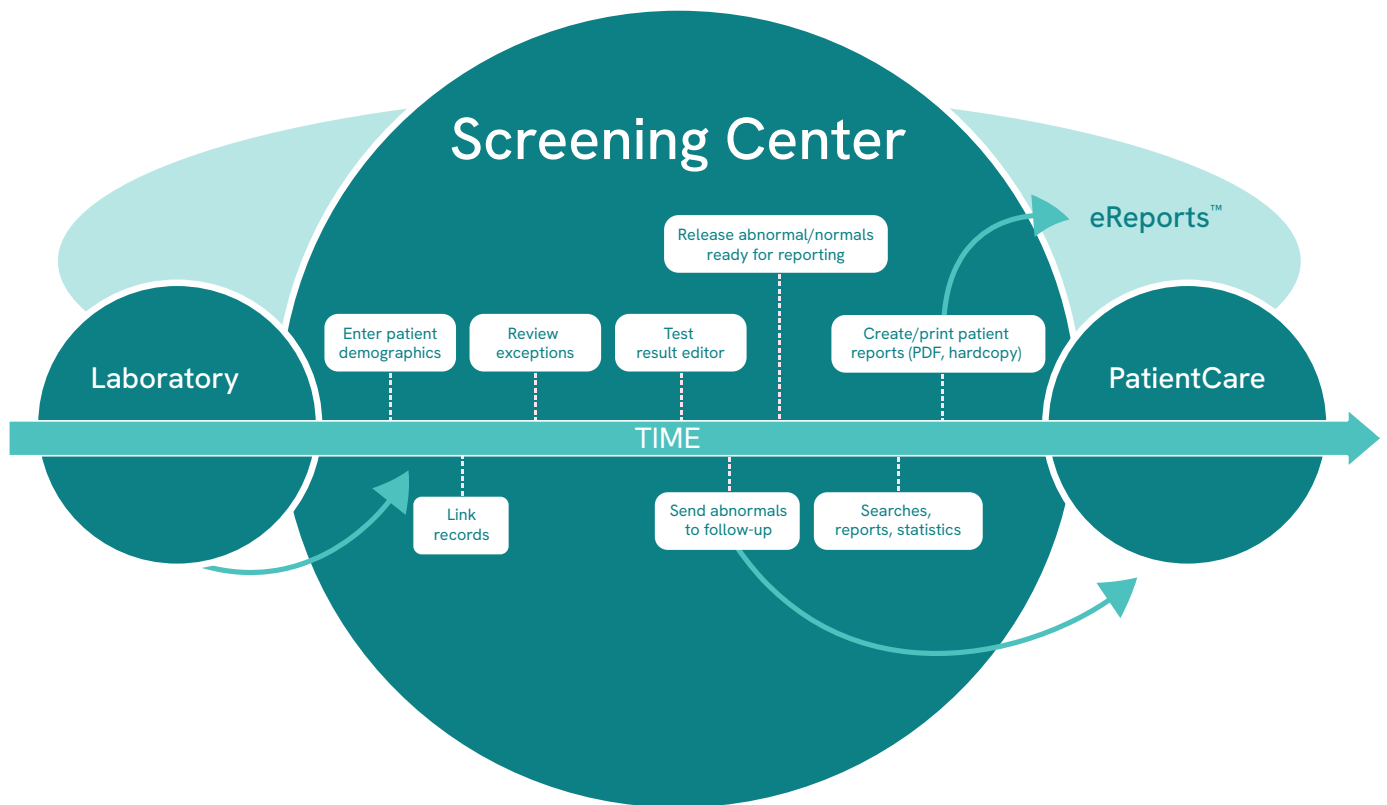 Screening Center
eReports™
Release abnormal/normals
ready for reporting
Enter patient
demographics
Review
exceptions
Test
result editor
Create/print patient
reports (PDF, hardcopy)
Laboratory
PatientCare
TIME
Link
records
Send abnormals
to follow-up
Searches,
reports, statistics